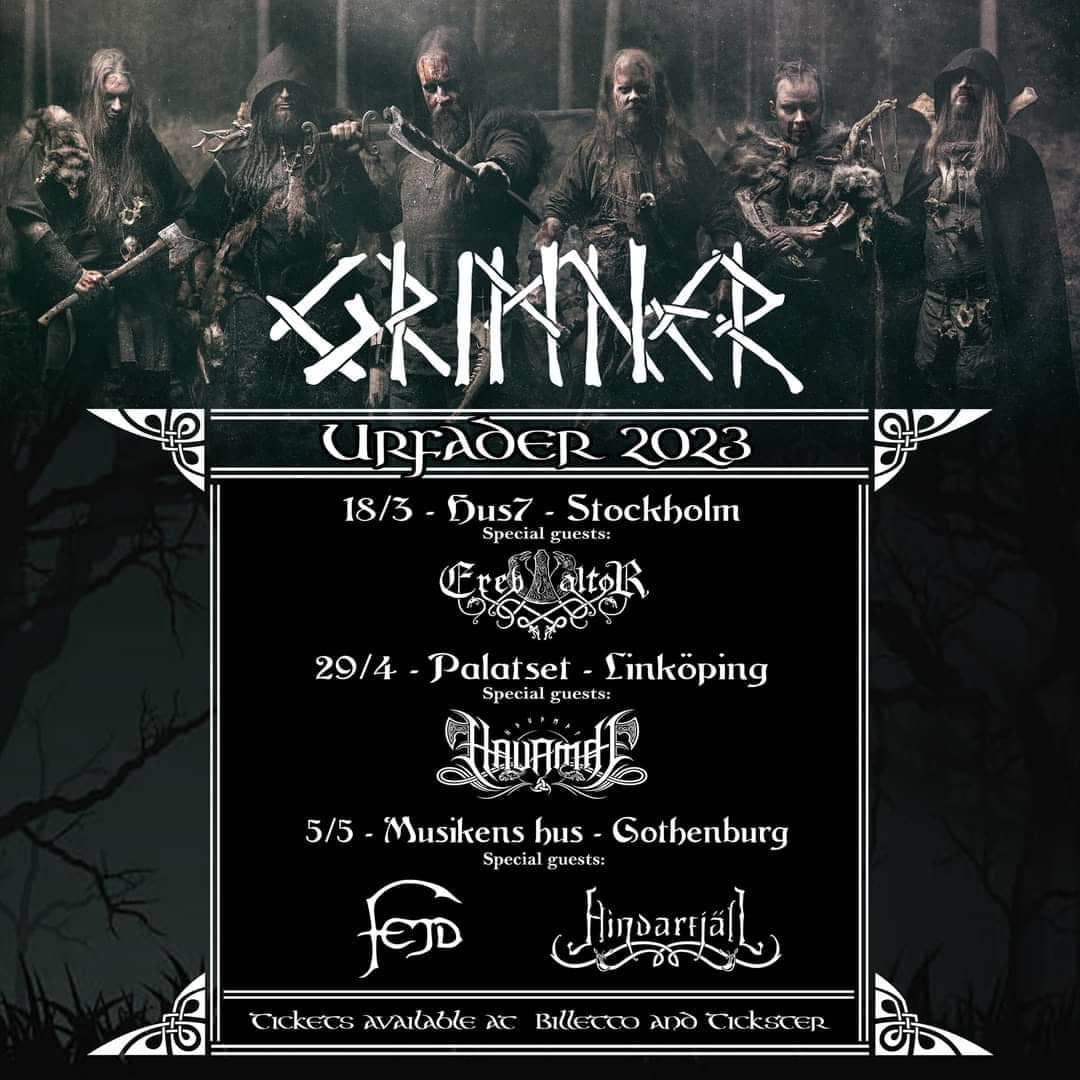 GRIMNER
URFADER 2023
18/3 - Hus7 - Stockholm
Special guests:
Ereb Altor
29/4 - Palatset - Linköping
Special guests:
Havamal
5/5 - Musikens hus - Gothenburg
Special guests:
Fejd
Hindarfjäll
Tickets available at Billetto and Tickster